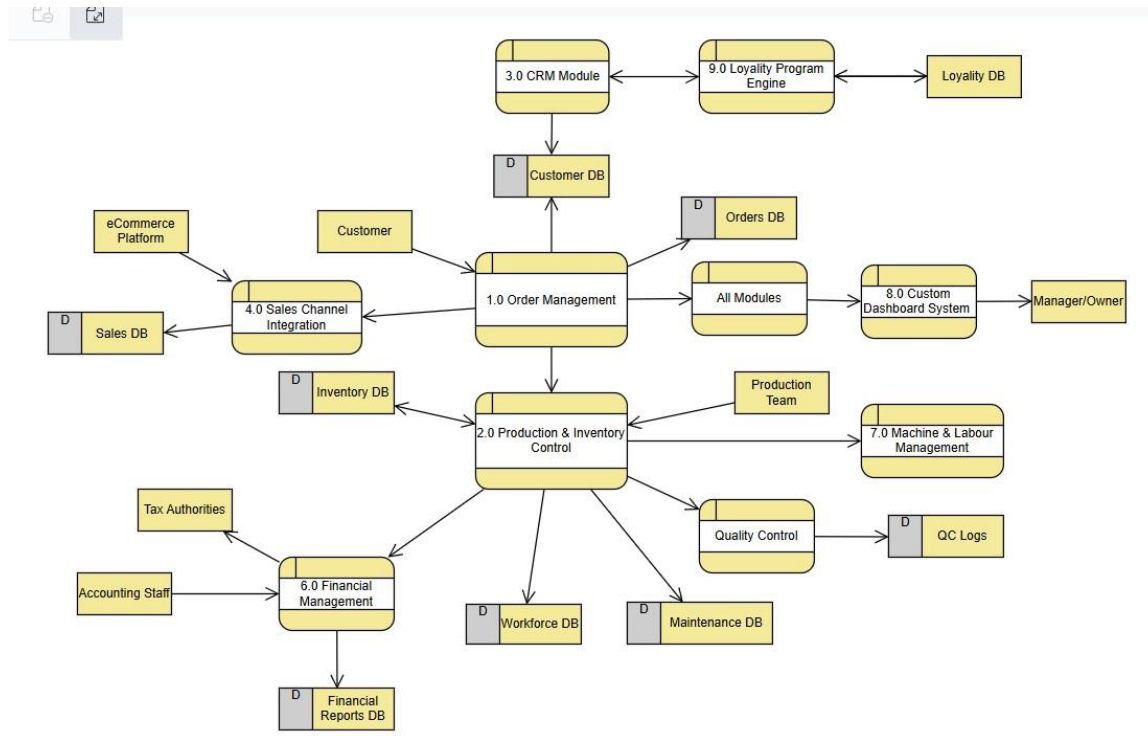 3.0 CRM Module
9.0 Loyality Program
Engine
Loyality DB
D
Customer DB
D
Orders DB
eCommerce
Platform
Customer
1.0 Order Management
All Modules
8.0 Custom
Dashboard System
Manager/Owner
4.0 Sales Channel
Integration
D
Sales DB
D
Inventory DB
Production
Team
2.0 Production & Inventory
Control
7.0 Machine & Labour
Management
Tax Authorities
Quality Control
D
QC Logs
Accounting Staff
6.0 Financial
Management
D
Workforce DB
D
Maintenance DB
D
Financial
Reports DB